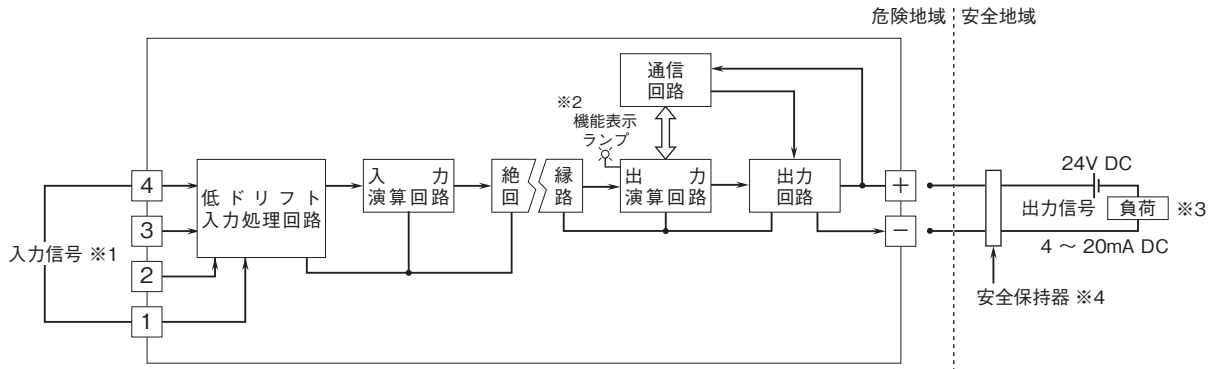 危険地域 安全地域
通信
回路
※2
機能表示
ランプ
24V DC
4
低ドリフト
入力処理回路
入力
演算回路
絶縁
回路
出力
演算回路
出力
回路
+
出力信号 負荷 ※3
3
−
入力信号 ※1
4 ～ 20mA DC
2
安全保持器 ※4
1